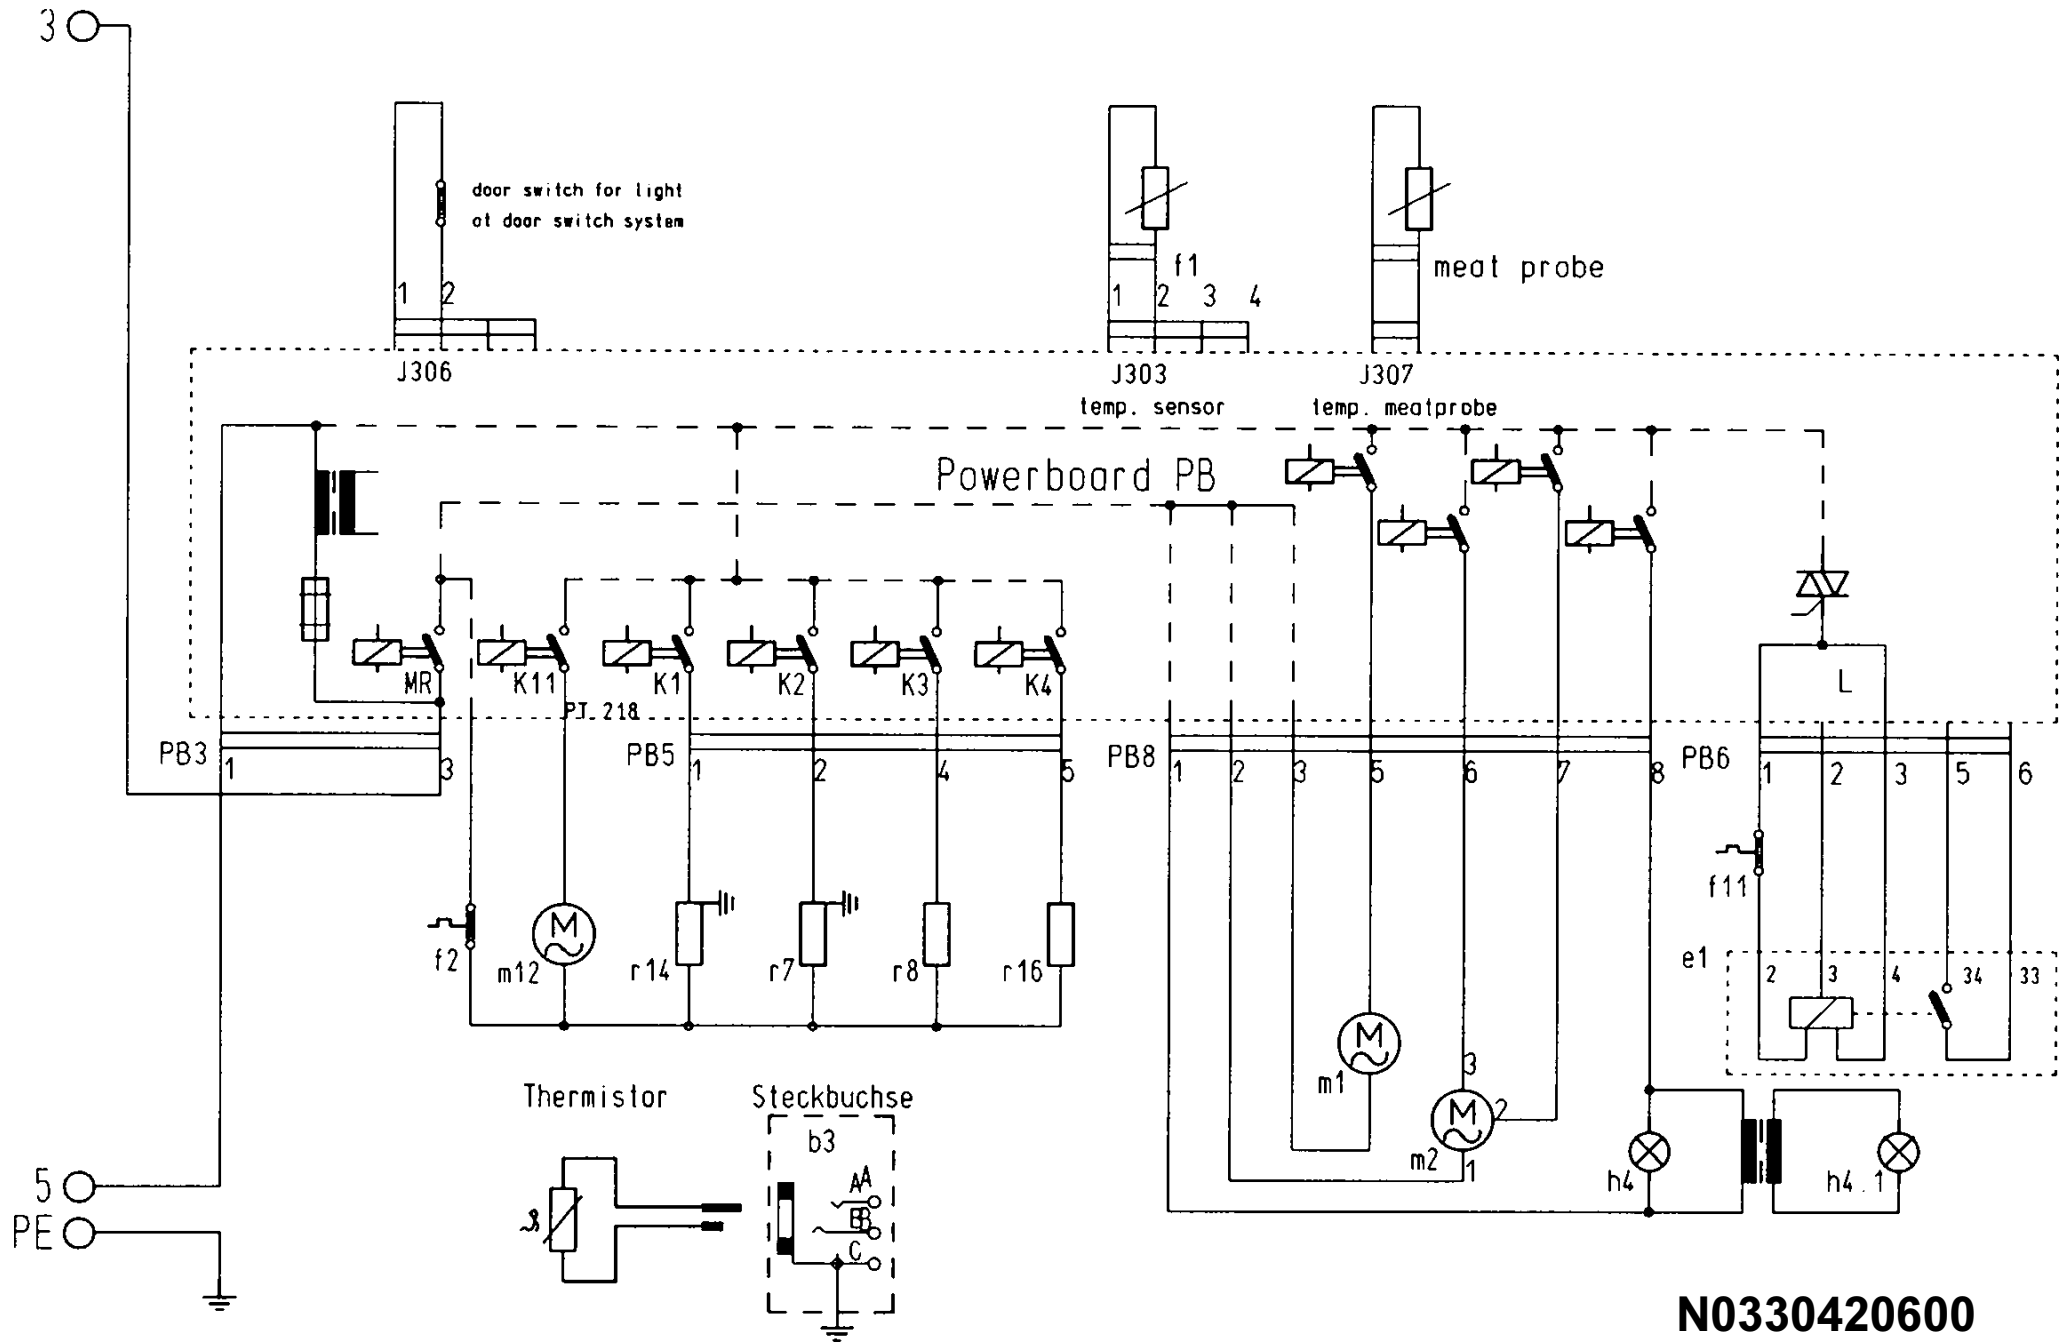 3
door switch for light
at door switch system
f1
meat probe
1 2
1 2 3 4
J306
J303
J307
temp. sensor
temp. meatprobe
Powerboard PB
MR
K11
K1
K2
K3
K4
L
PT 218
PB3
1
3
PB5
1
2
4
5
PB8
1
2
3
5
6
7
8
PB6
1
2
3
5
6
f11
f2
M
m12
r14
r7
r8
r16
e1
2
3
4
34
33
M
m1
3
M
2
m2
1
Thermistor
Steckbuchse
b3
AA
BB
C
ϑ
h4
h4.1
5
PE
N0330420600